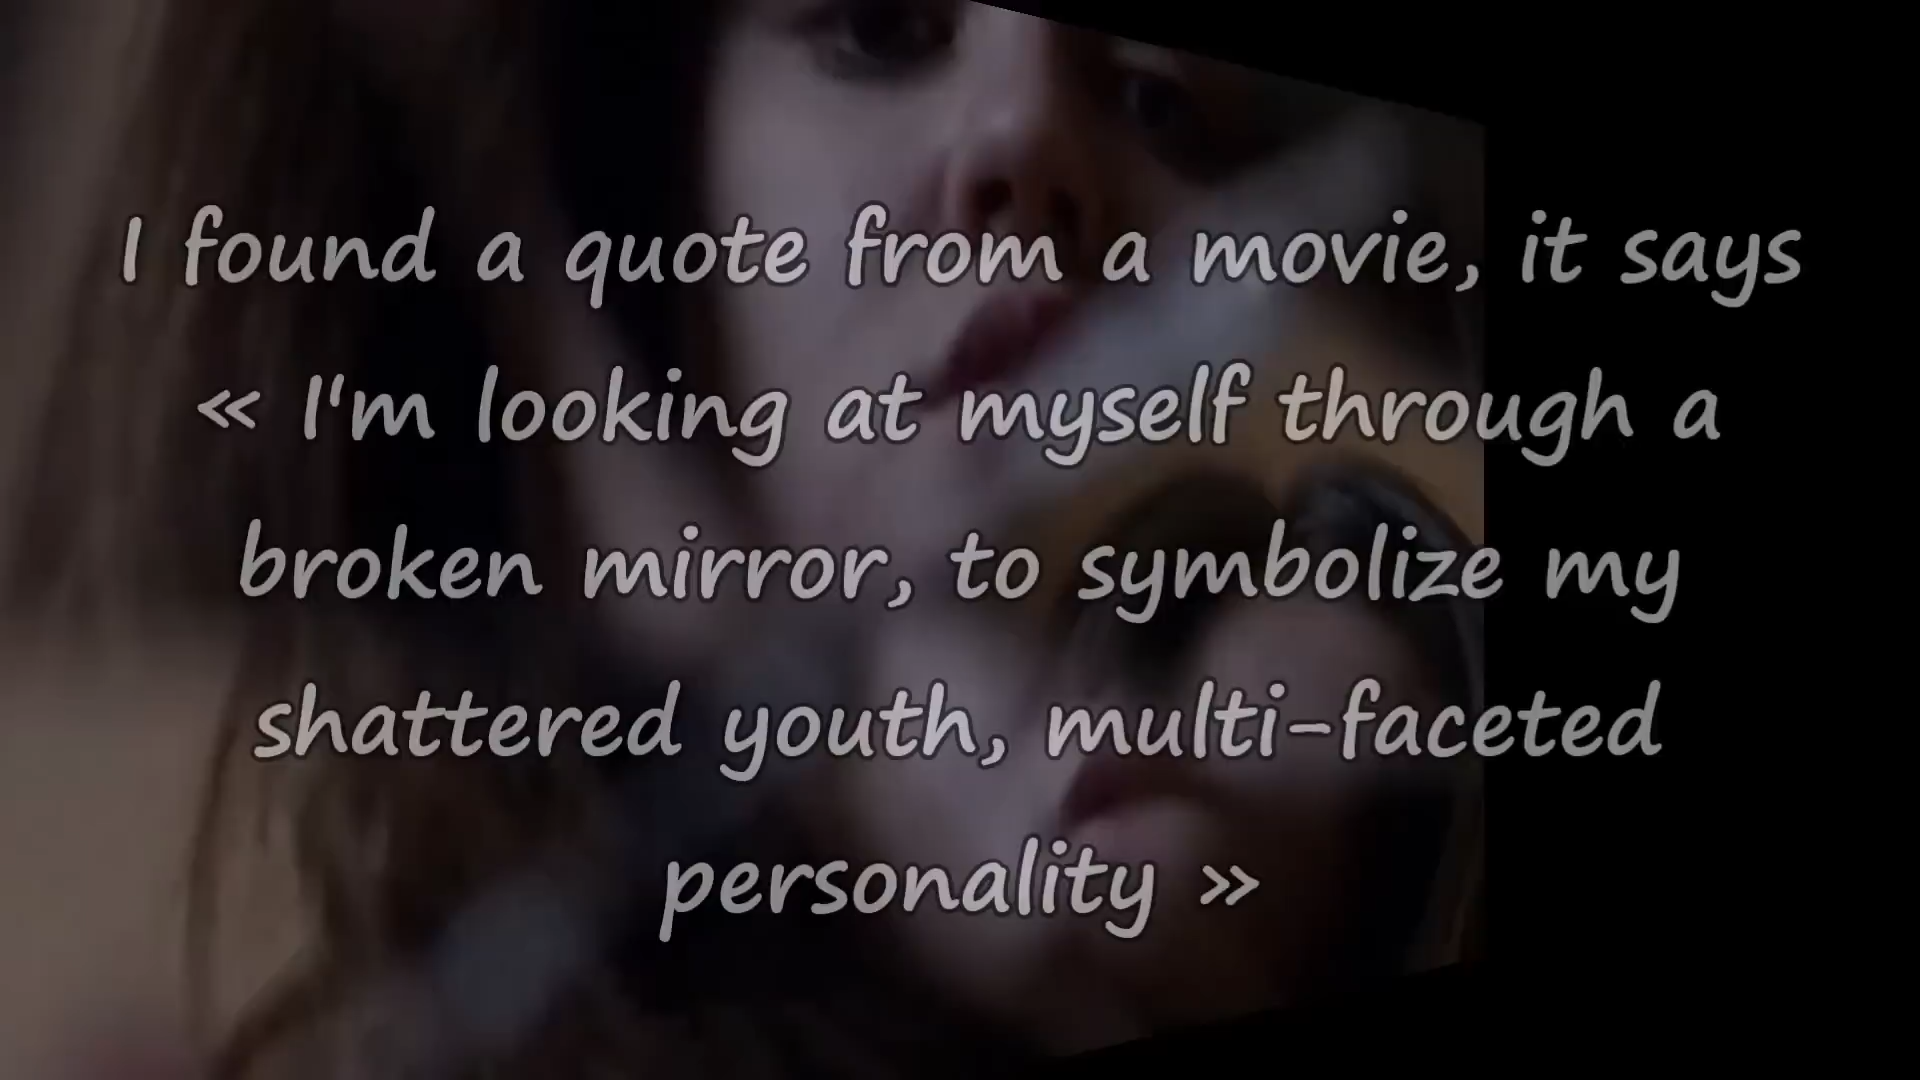 I found a quote from a movie, it says
« I'm looking at myself through a
broken mirror, to symbolize my
shattered youth, multi-faceted
personality »